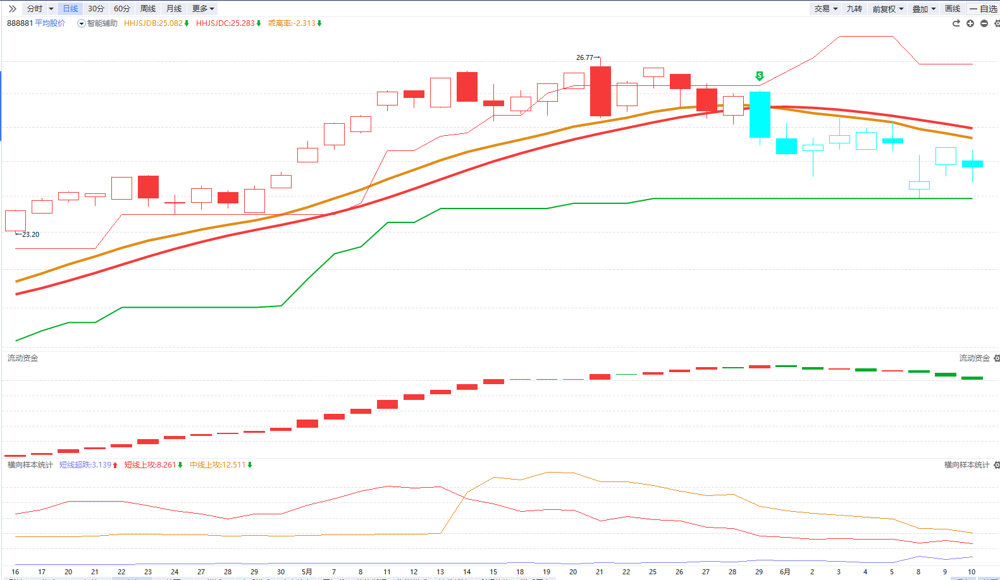 分时 日线 30分 60分 周线 月线 更多 交易 九转 前复权 叠加 画线 一 自选
888881 平均股价 智能辅助 HHJSJDB:25.082 HHJSJDC:25.283 乖离率:-2.313
26.77
S
23.20
流动资金 流动资金
横向样本统计 短线超跌:3.139 短线上攻:8.261 中线上攻:12.511 横向样本统计
16 17 20 21 22 23 24 27 28 29 30 5月 7 8 11 12 13 14 15 18 19 20 21 22 25 26 27 28 29 6月 2 3 4 5 8 9 10